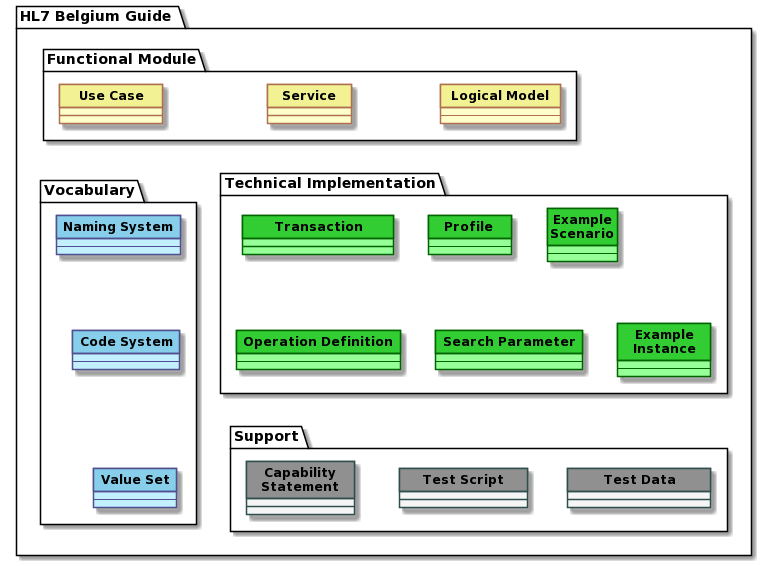 HL7 Belgium Guide
Functional Module
Use Case
Service
Logical Model
Vocabulary
Naming System
Code System
Value Set
Technical Implementation
Transaction
Profile
Example
Scenario
Operation Definition
Search Parameter
Example
Instance
Support
Capability
Statement
Test Script
Test Data